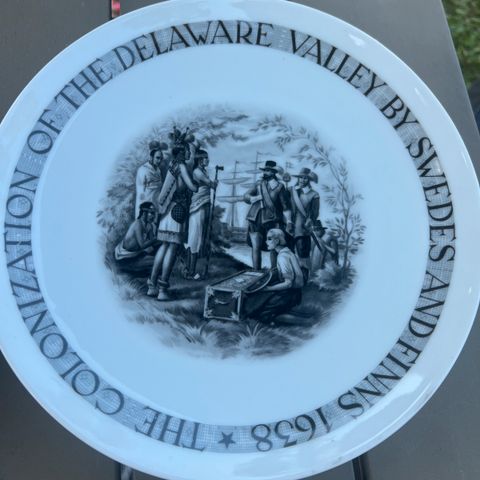 THE COLONIZATION OF THE DELAWARE VALLEY BY SWEDES AND FINNS 1638 ★